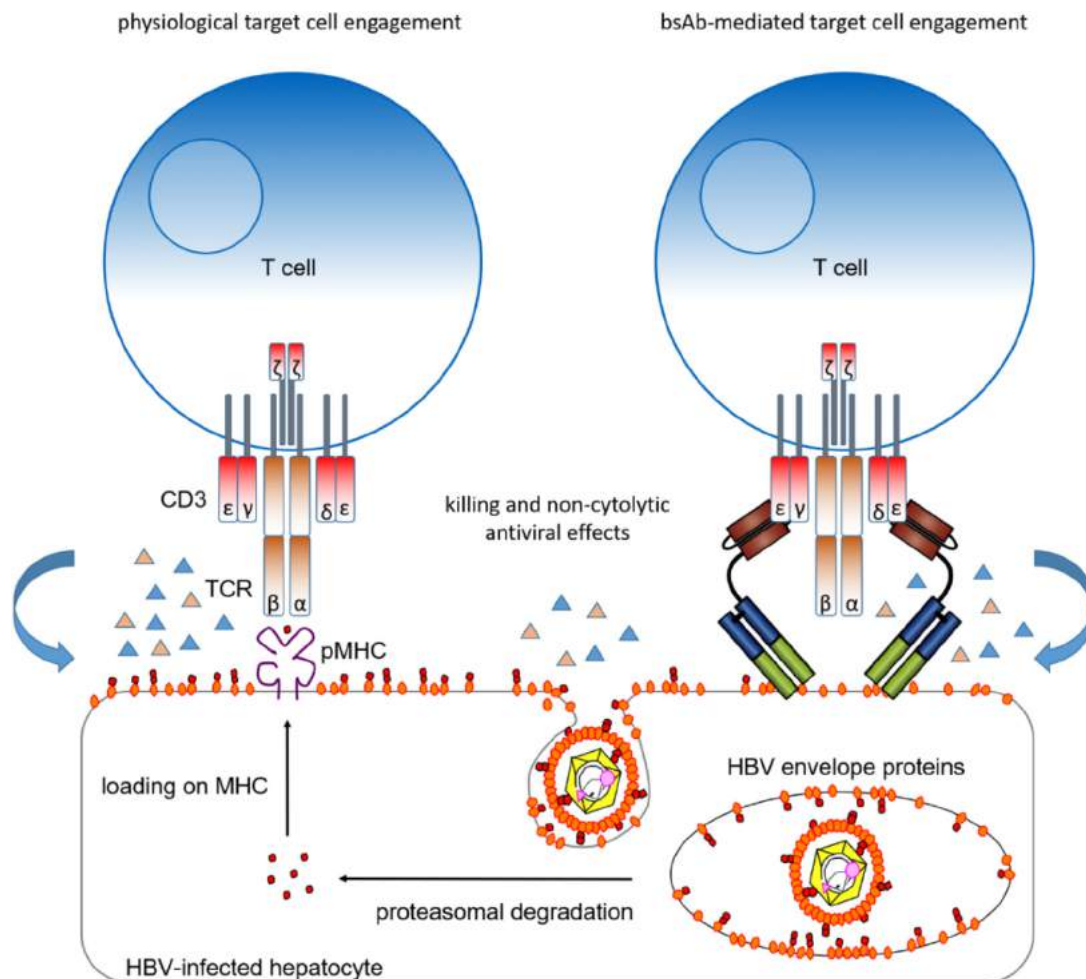 physiological target cell engagement
bsAb-mediated target cell engagement
T cell
T cell
ζ ζ
ζ ζ
CD3
ε γ
δ ε
ε γ
δ ε
killing and non-cytolytic
antiviral effects
TCR
β α
β α
pMHC
loading on MHC
HBV envelope proteins
proteasomal degradation
HBV-infected hepatocyte